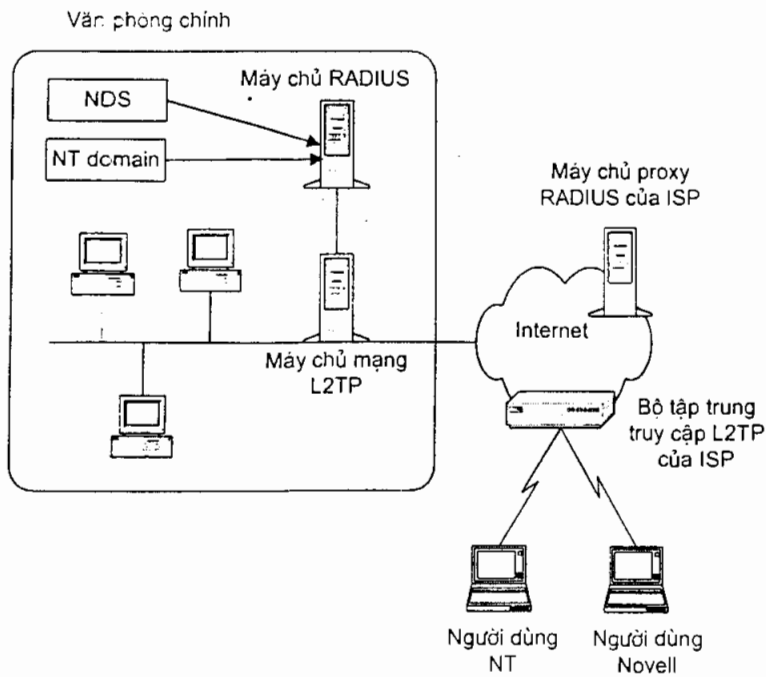 Văn phòng chính
Máy chủ RADIUS
NDS
NT domain
Máy chủ proxy
RADIUS của ISP
Internet
Máy chủ mạng
L2TP
Bộ tập trung
truy cập L2TP
của ISP
Người dùng
NT
Người dùng
Novell